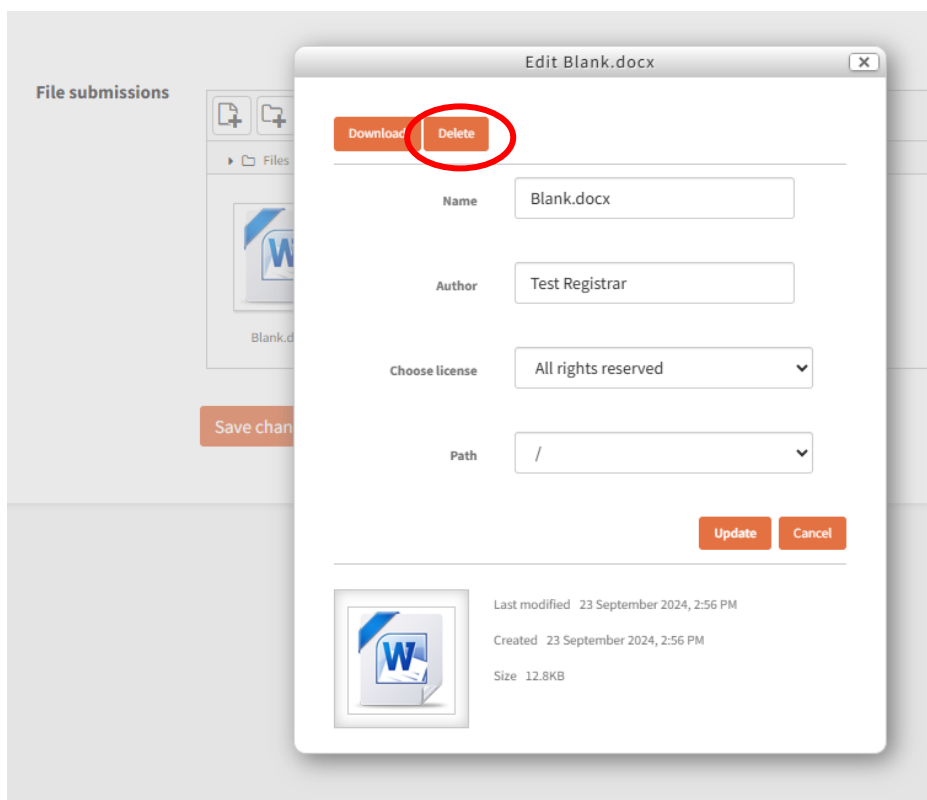 Edit Blank.docx
File submissions
Download Delete
Files
Name Blank.docx
Author Test Registrar
Blank.d
Choose license All rights reserved
Save chan
Path /
Update Cancel
Last modified 23 September 2024, 2:56 PM
Created 23 September 2024, 2:56 PM
Size 12.8KB